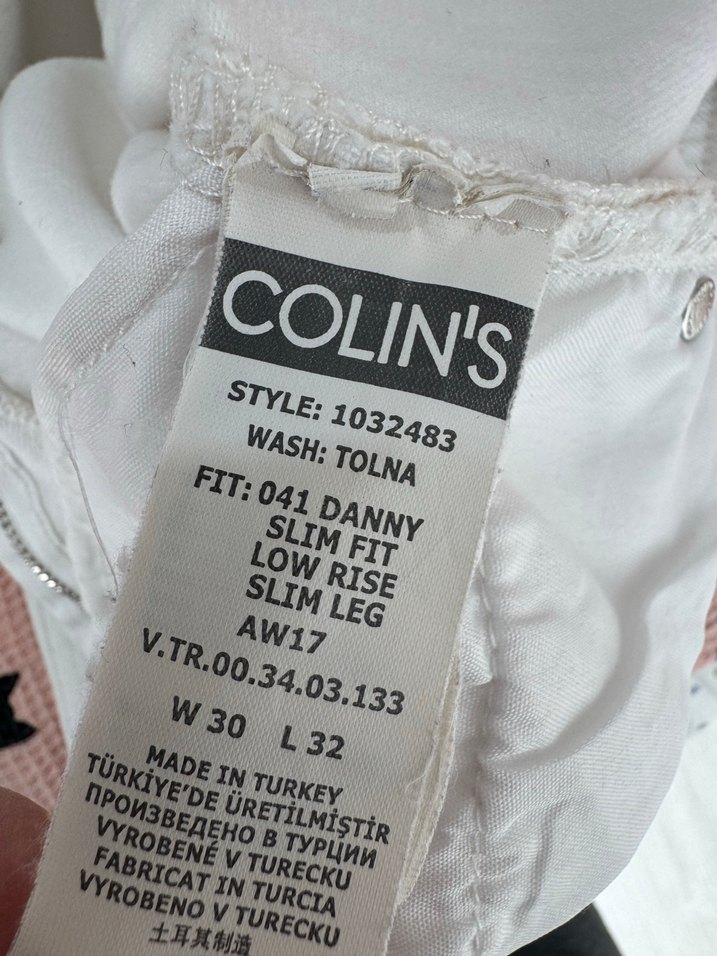 COLIN'S
STYLE: 1032483
WASH: TOLNA
FIT: 041 DANNY
SLIM FIT
LOW RISE
SLIM LEG
AW17
V.TR.00.34.03.133
W 30 L 32
MADE IN TURKEY
TÜRKİYE'DE ÜRETİLMİŞTİR
ПРОИЗВЕДЕНО В ТУРЦИИ
VYROBENÉ V TURECKU
FABRICAT IN TURCIA
VYROBENO V TURECKU
土耳其制造